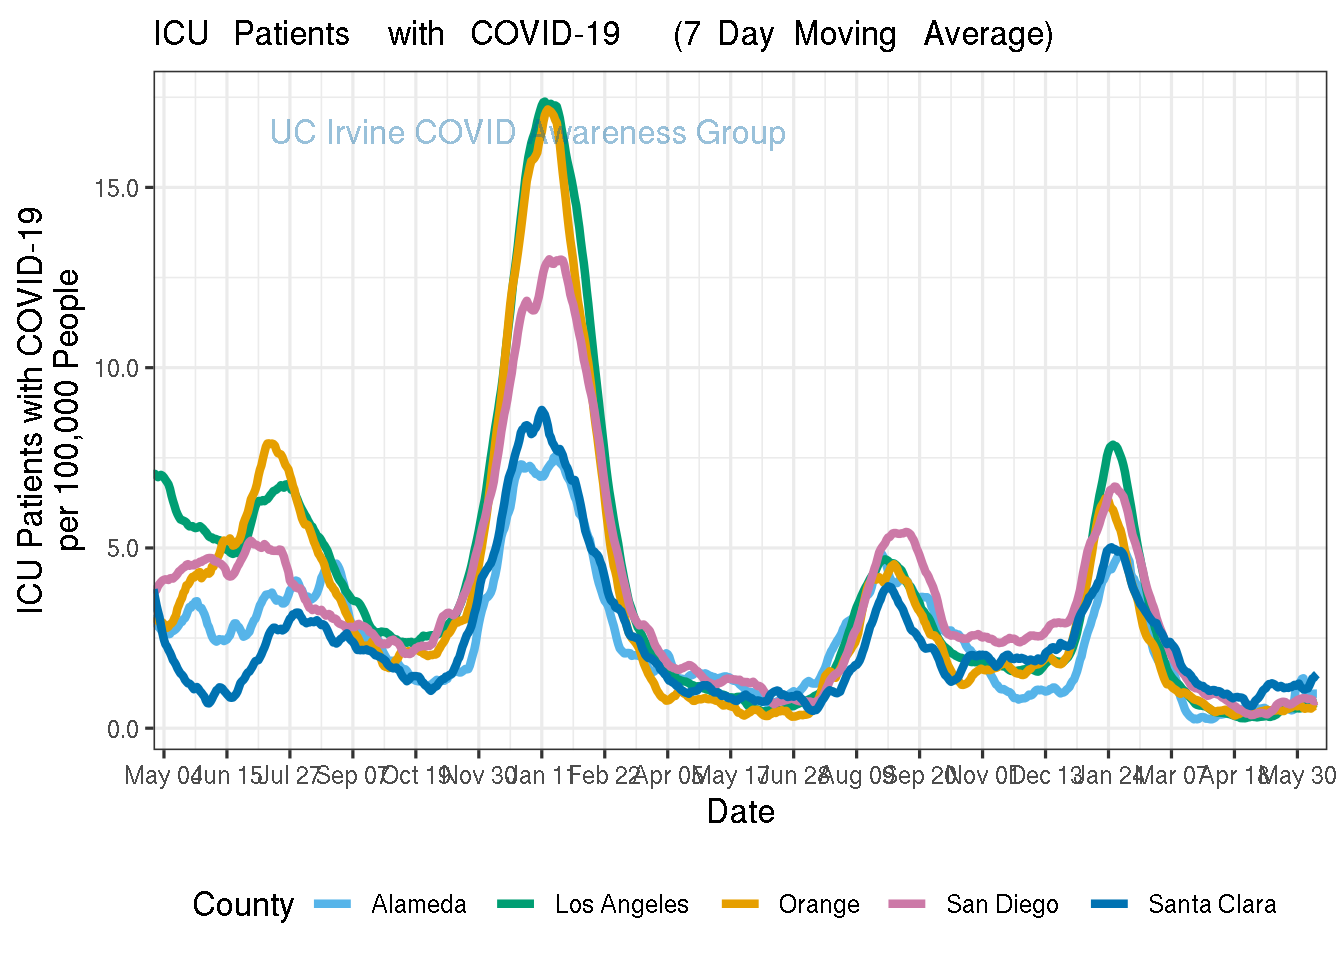 ICU Patients with COVID-19 (7 Day Moving Average)
UC Irvine COVID Awareness Group
ICU Patients with COVID-19
per 100,000 People
15.0
10.0
5.0
0.0
May 04 Jun 15 Jul 27 Sep 07 Oct 19 Nov 30 Jan 11 Feb 22 Apr 05 May 17 Jun 28 Aug 09 Sep 20 Nov 01 Dec 13 Jan 24 Mar 07 Apr 18 May 30
Date
County Alameda Los Angeles Orange San Diego Santa Clara